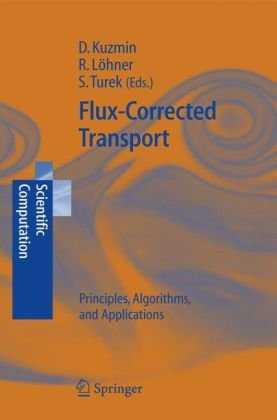 D. Kuzmin
R. Löhner
S. Turek (Eds.)
Flux-Corrected
Transport
Scientific
Computation
Principles, Algorithms,
and Applications
Springer